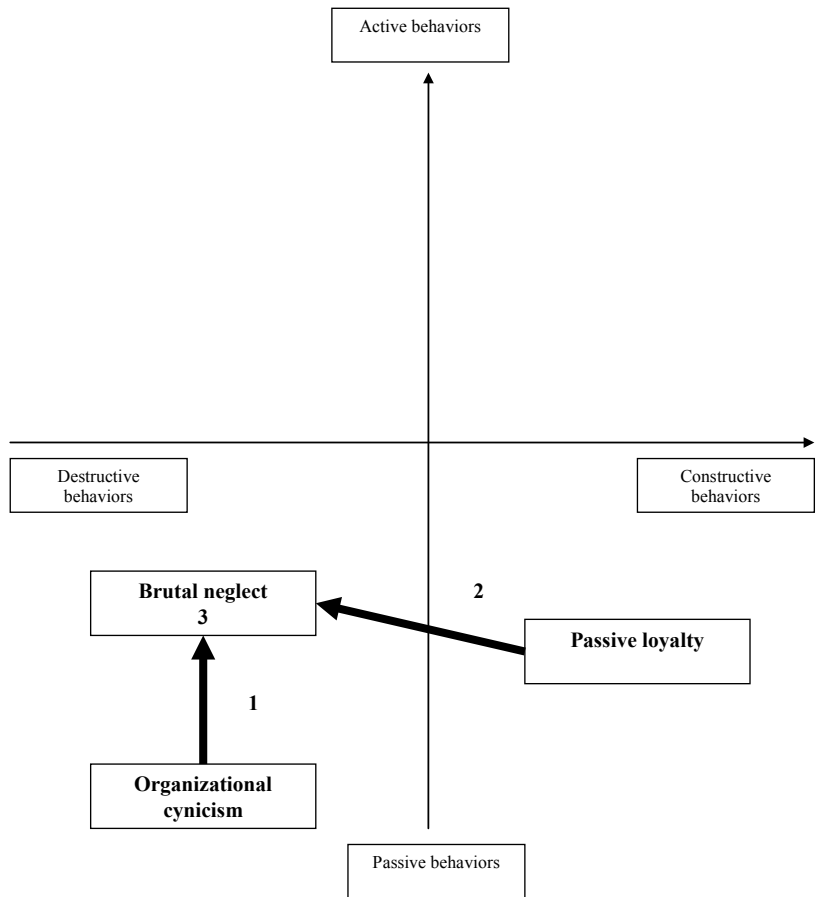 Active behaviors
Destructive
behaviors
Constructive
behaviors
Brutal neglect
3
2
Passive loyalty
1
Organizational
cynicism
Passive behaviors